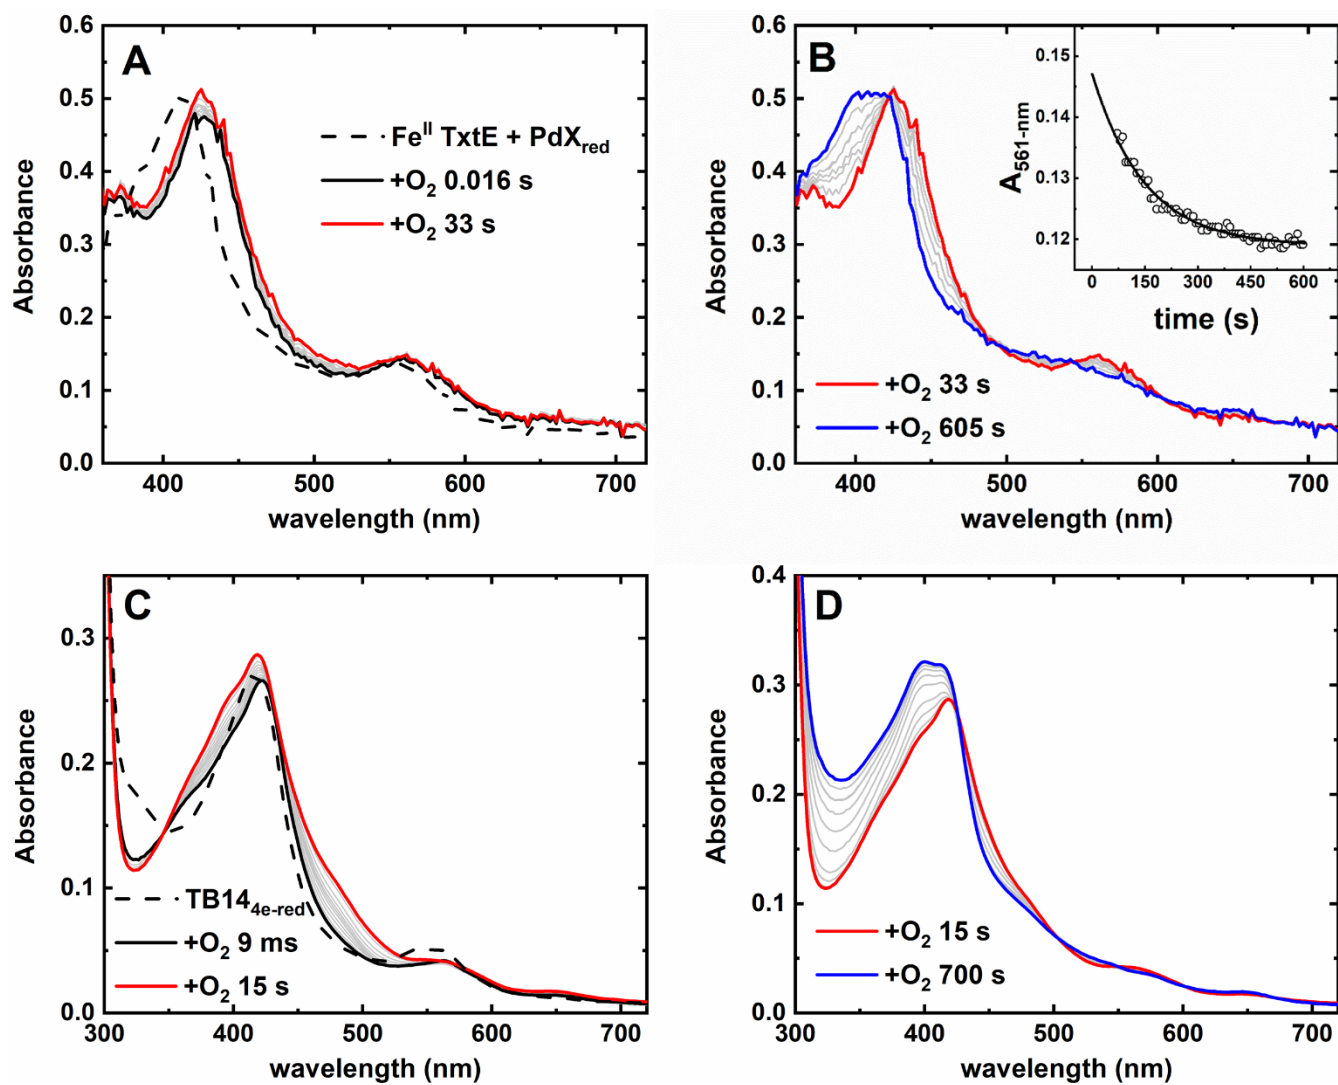 A
0.6
0.5
0.4
0.3
0.2
0.1
0.0
Absorbance
Fe^II TxtE + PdX_red
+O₂ 0.016 s
+O₂ 33 s
400 500 600 700
wavelength (nm)
B
0.6
0.5
0.4
0.3
0.2
0.1
0.0
Absorbance
0.15
0.14
0.13
0.12
A_561-nm
0 150 300 450 600
time (s)
+O₂ 33 s
+O₂ 605 s
400 500 600 700
wavelength (nm)
C
0.3
0.2
0.1
0.0
Absorbance
TB14_4e-red
+O₂ 9 ms
+O₂ 15 s
300 400 500 600 700
wavelength (nm)
D
0.4
0.3
0.2
0.1
0.0
Absorbance
+O₂ 15 s
+O₂ 700 s
300 400 500 600 700
wavelength (nm)